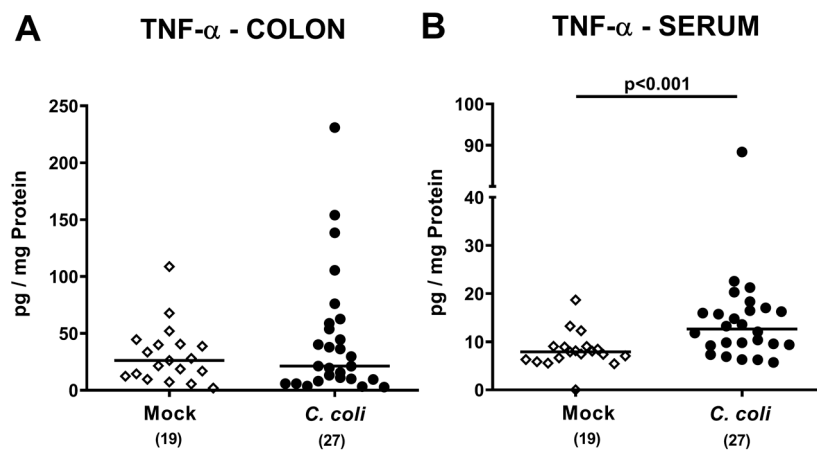 A
TNF-α - COLON
pg / mg Protein
250
200
150
100
50
0
Mock
C. coli
(19)
(27)
B
TNF-α - SERUM
p<0.001
pg / mg Protein
100
90
40
30
20
10
0
Mock
C. coli
(19)
(27)